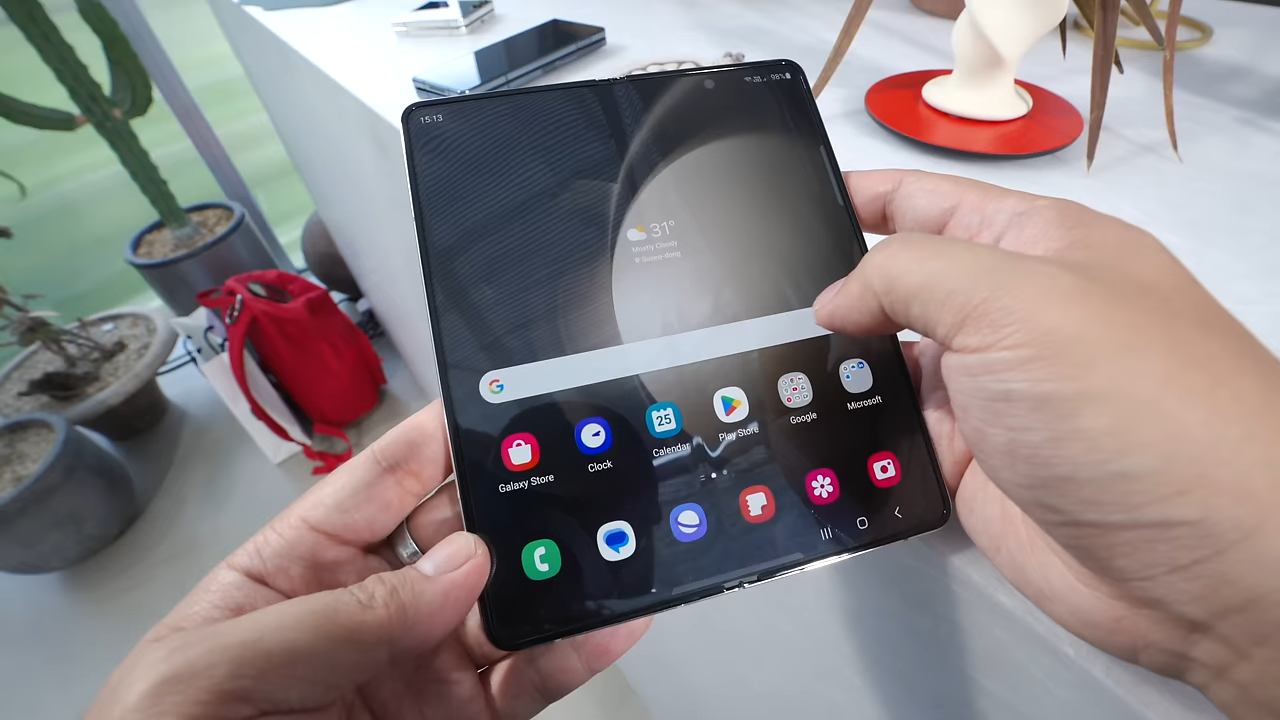 15:13
98%
31°
Mostly Cloudy
G
Galaxy Store
Clock
25
Calendar
Play Store
Google
Microsoft